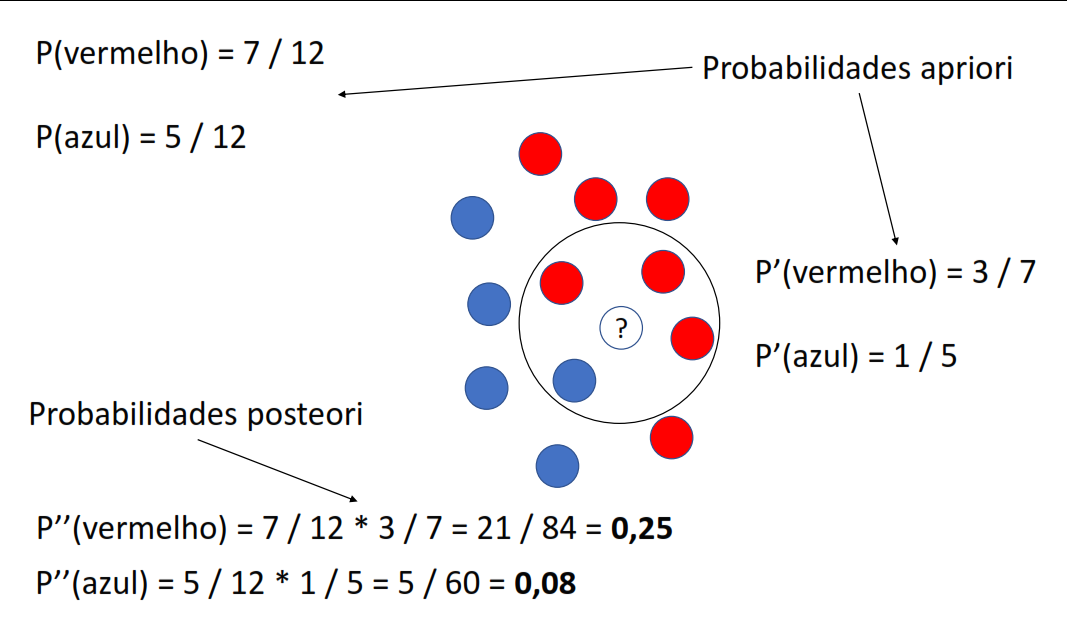 P(vermelho) = 7 / 12
Probabilidades apriori
P(azul) = 5 / 12
P’(vermelho) = 3 / 7
?
P’(azul) = 1 / 5
Probabilidades posteori
P’’(vermelho) = 7 / 12 * 3 / 7 = 21 / 84 = 0,25
P’’(azul) = 5 / 12 * 1 / 5 = 5 / 60 = 0,08